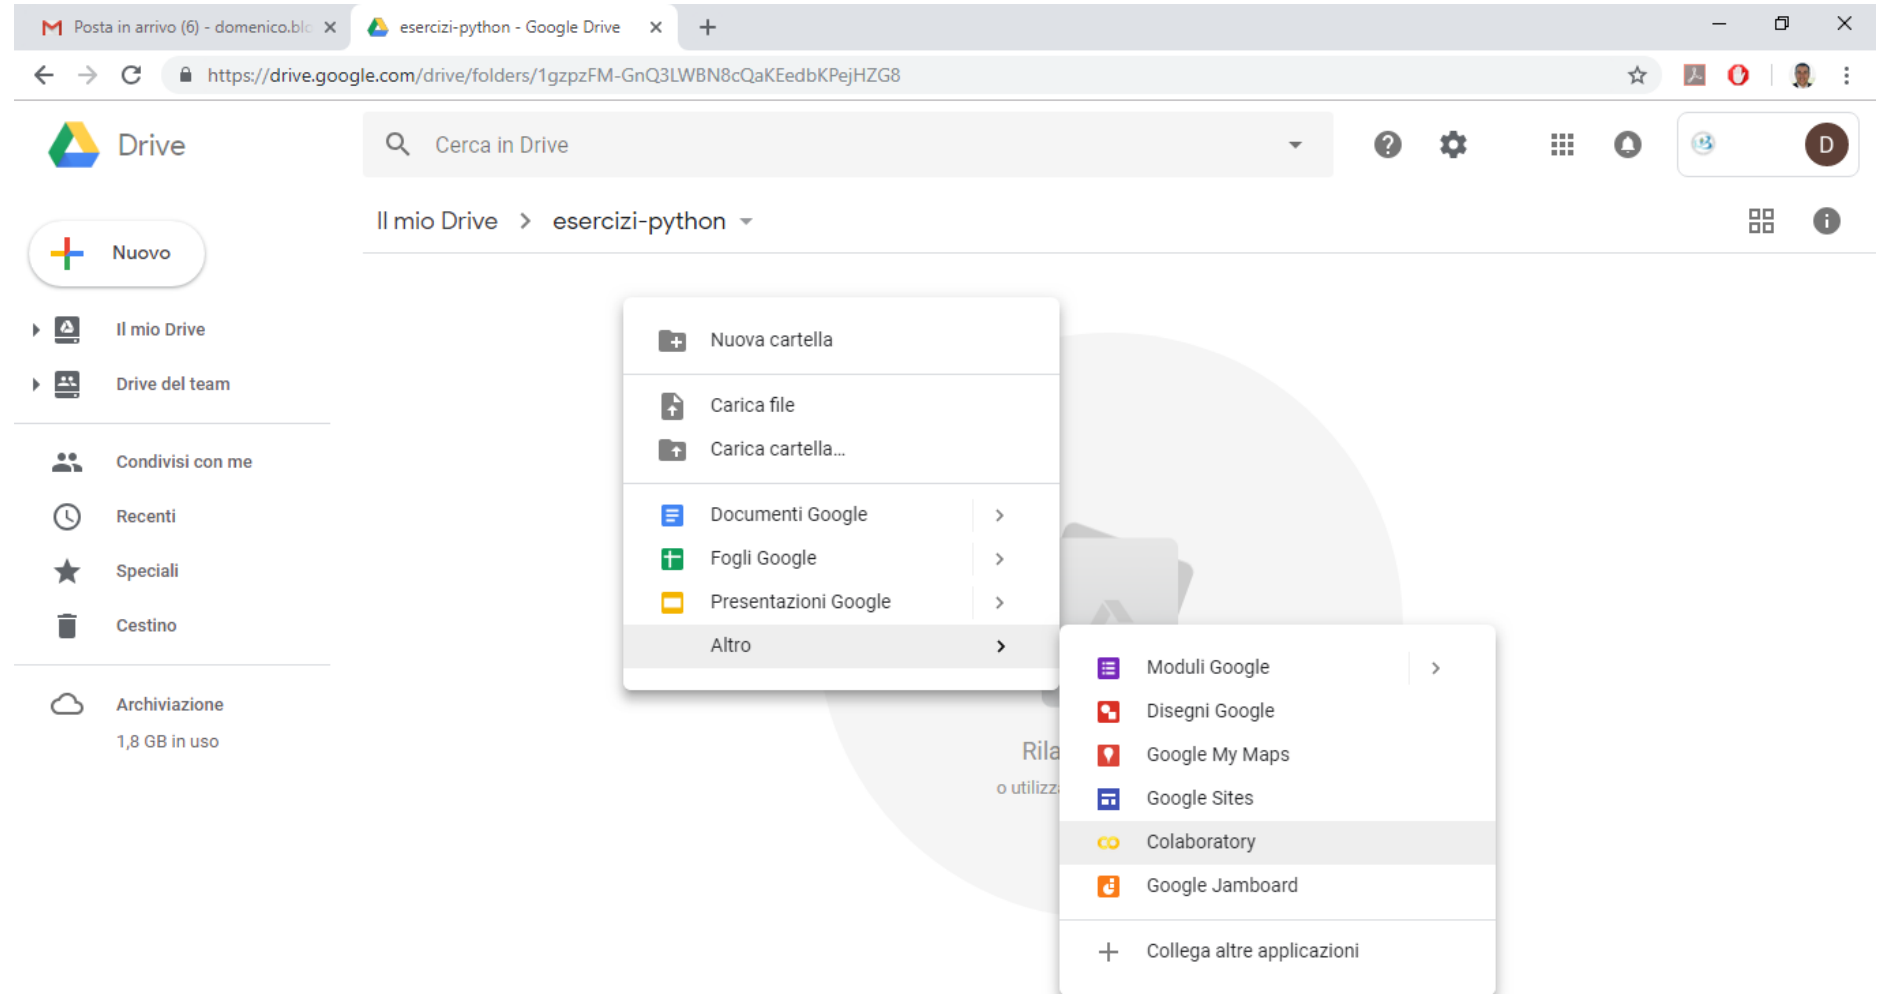 Posta in arrivo (6) - domenico.blo
esercizi-python - Google Drive
https://drive.google.com/drive/folders/1gzpzFM-GnQ3LWBN8cQaKEedbKPejHZG8
Drive
Cerca in Drive
D
Il mio Drive > esercizi-python
Nuovo
Il mio Drive
Drive del team
Condivisi con me
Recenti
Speciali
Cestino
Archiviazione
1,8 GB in uso
Nuova cartella
Carica file
Carica cartella...
Documenti Google
Fogli Google
Presentazioni Google
Altro
Rila
o utilizz
Moduli Google
Disegni Google
Google My Maps
Google Sites
Colaboratory
Google Jamboard
Collega altre applicazioni